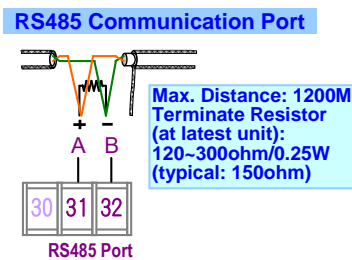 RS485 Communication Port
Max. Distance: 1200M
Terminate Resistor
(at latest unit):
120~300ohm/0.25W
(typical: 150ohm)
+ −
A B
30 31 32
RS485 Port